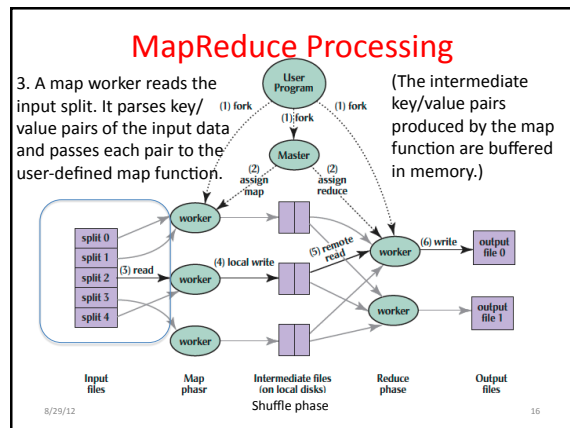 MapReduce Processing
3. A map worker reads the
input split. It parses key/
value pairs of the input data
and passes each pair to the
user-defined map function.
(The intermediate
key/value pairs
produced by the map
function are buffered
in memory.)
User
Program
(1) fork
(1) fork
(1) fork
Master
(2)
assign
map
(2)
assign
reduce
worker
split 0
split 1
split 2
split 3
split 4
(3) read
worker
(4) local write
(5) remote
read
worker
(6) write
output
file 0
worker
output
file 1
worker
Input
files
Map
phasr
Intermediate files
(on local disks)
Reduce
phase
Output
files
Shuffle phase
8/29/12
16